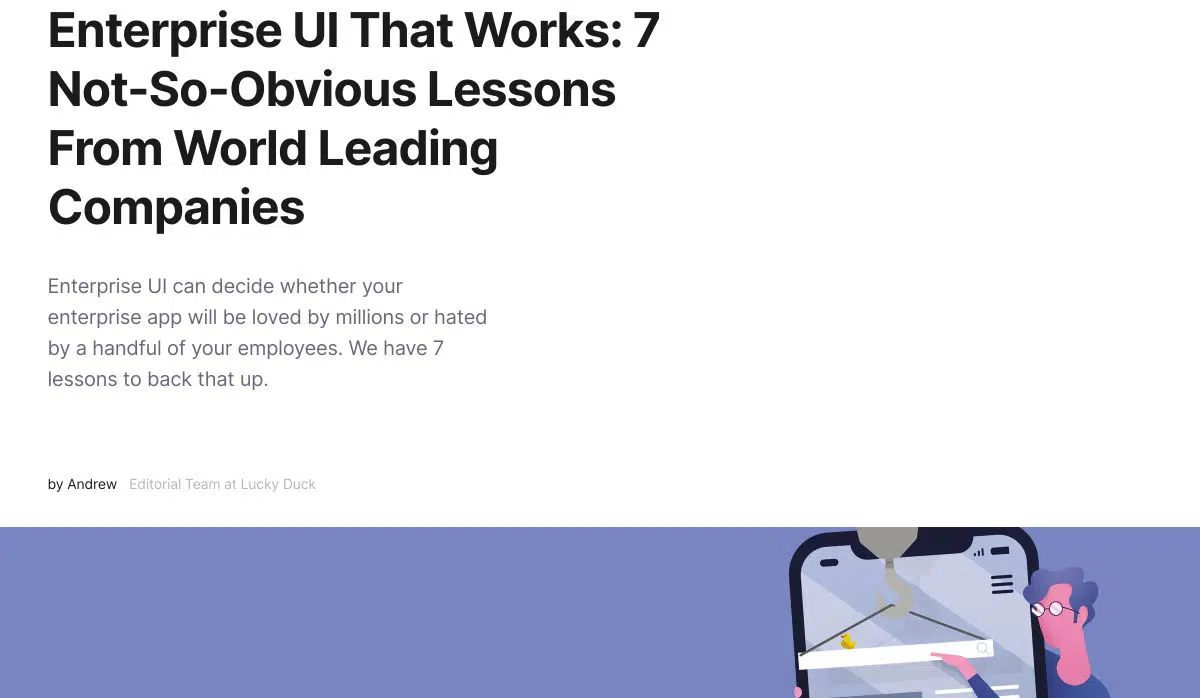 Enterprise UI That Works: 7
Not-So-Obvious Lessons
From World Leading
Companies
Enterprise UI can decide whether your
enterprise app will be loved by millions or hated
by a handful of your employees. We have 7
lessons to back that up.
by Andrew Editorial Team at Lucky Duck